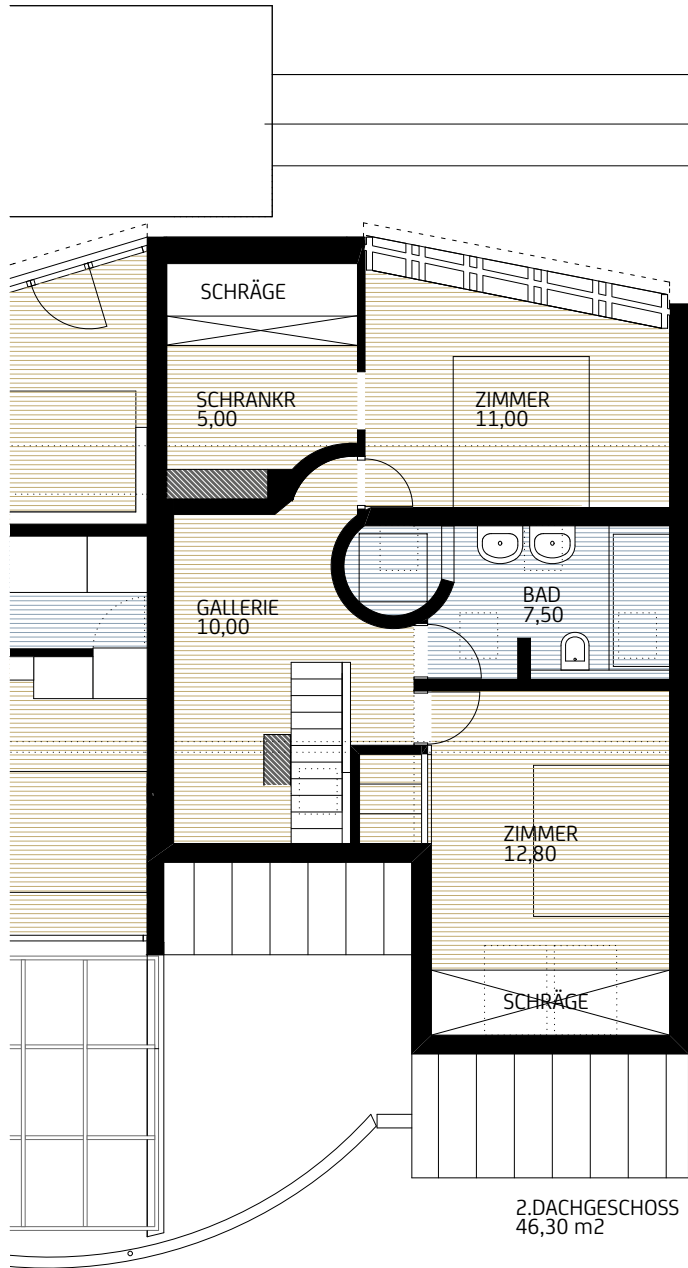 SCHRÄGE
SCHRANKR
5,00
ZIMMER
11,00
GALLERIE
10,00
BAD
7,50
ZIMMER
12,80
SCHRÄGE
2.DACHGESCHOSS
46,30 m2